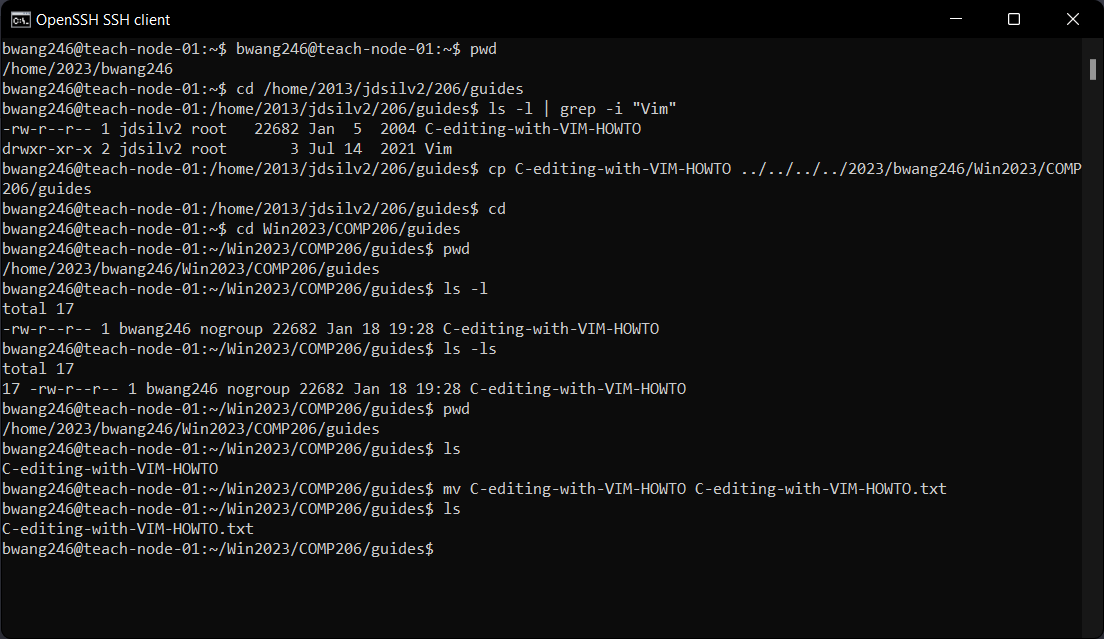 OpenSSH SSH client
bwang246@teach-node-01:~$ bwang246@teach-node-01:~$ pwd
/home/2023/bwang246
bwang246@teach-node-01:~$ cd /home/2013/jdsilv2/206/guides
bwang246@teach-node-01:/home/2013/jdsilv2/206/guides$ ls -l | grep -i "Vim"
-rw-r--r-- 1 jdsilv2 root   22682 Jan  5  2004 C-editing-with-VIM-HOWTO
drwxr-xr-x 2 jdsilv2 root       3 Jul 14  2021 Vim
bwang246@teach-node-01:/home/2013/jdsilv2/206/guides$ cp C-editing-with-VIM-HOWTO ../../../../2023/bwang246/Win2023/COMP
206/guides
bwang246@teach-node-01:/home/2013/jdsilv2/206/guides$ cd
bwang246@teach-node-01:~$ cd Win2023/COMP206/guides
bwang246@teach-node-01:~/Win2023/COMP206/guides$ pwd
/home/2023/bwang246/Win2023/COMP206/guides
bwang246@teach-node-01:~/Win2023/COMP206/guides$ ls -l
total 17
-rw-r--r-- 1 bwang246 nogroup 22682 Jan 18 19:28 C-editing-with-VIM-HOWTO
bwang246@teach-node-01:~/Win2023/COMP206/guides$ ls -ls
total 17
17 -rw-r--r-- 1 bwang246 nogroup 22682 Jan 18 19:28 C-editing-with-VIM-HOWTO
bwang246@teach-node-01:~/Win2023/COMP206/guides$ pwd
/home/2023/bwang246/Win2023/COMP206/guides
bwang246@teach-node-01:~/Win2023/COMP206/guides$ ls
C-editing-with-VIM-HOWTO
bwang246@teach-node-01:~/Win2023/COMP206/guides$ mv C-editing-with-VIM-HOWTO C-editing-with-VIM-HOWTO.txt
bwang246@teach-node-01:~/Win2023/COMP206/guides$ ls
C-editing-with-VIM-HOWTO.txt
bwang246@teach-node-01:~/Win2023/COMP206/guides$